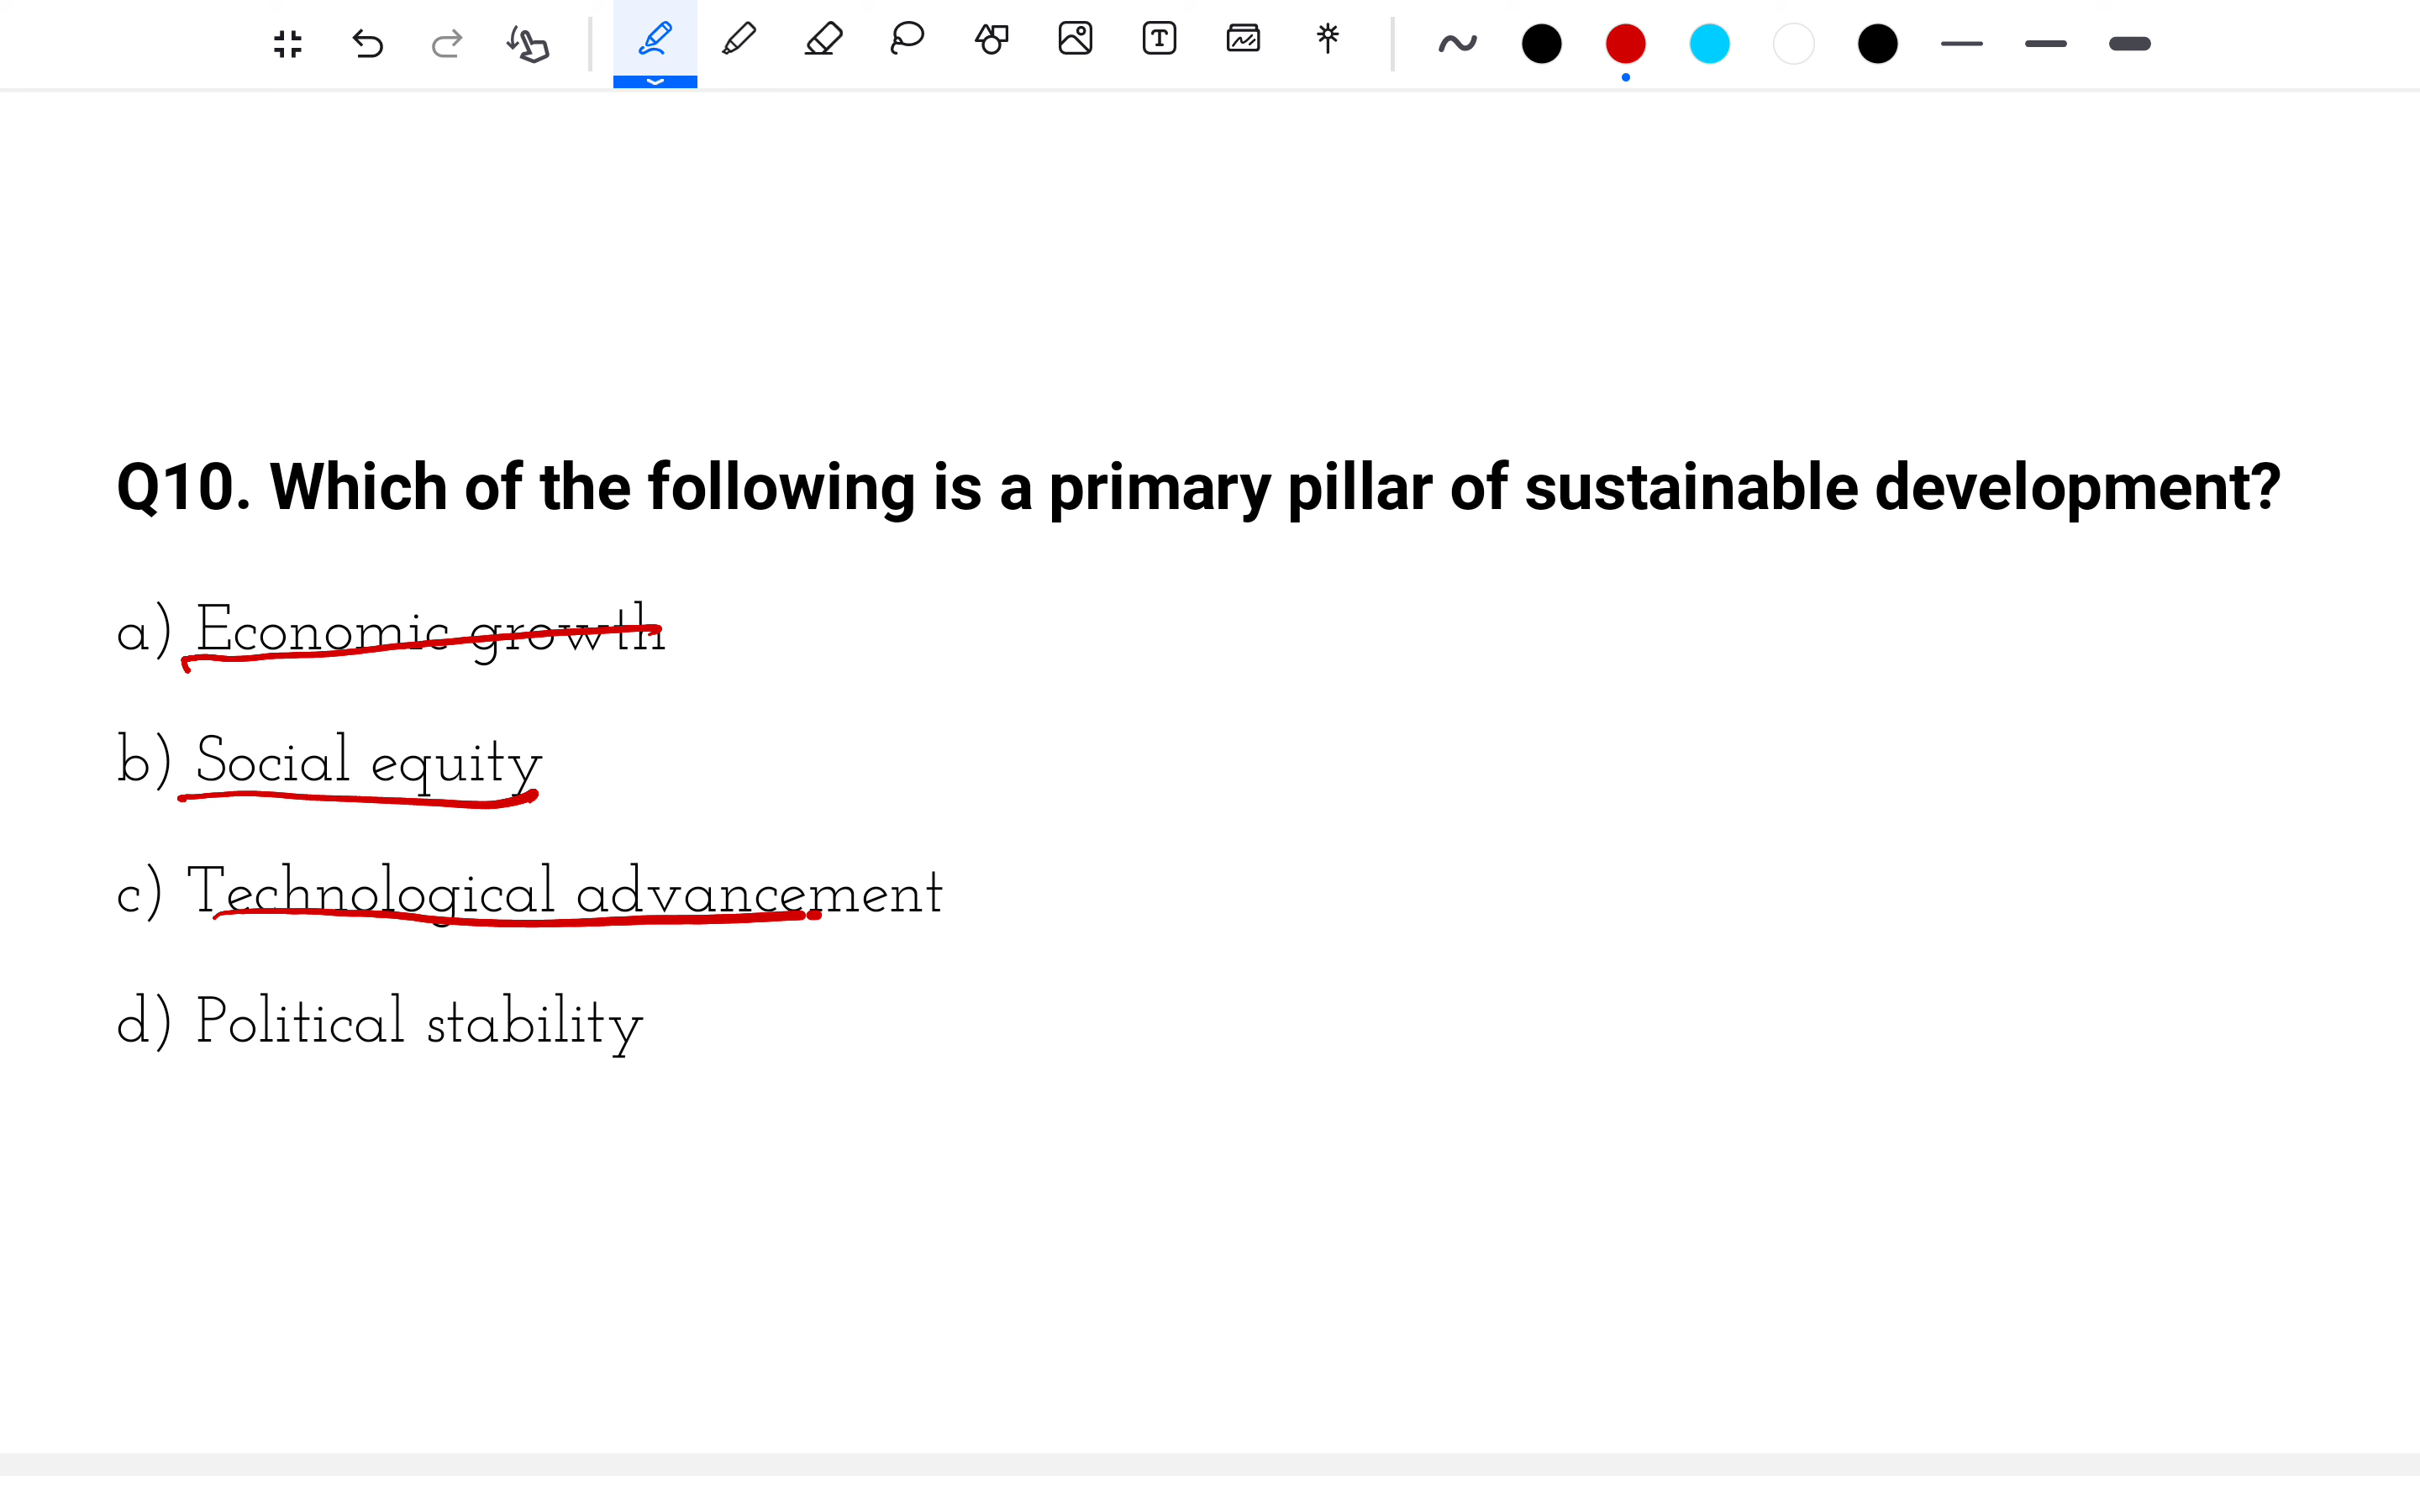 Q10. Which of the following is a primary pillar of sustainable development?
a) Economic growth
b) Social equity
c) Technological advancement
d) Political stability